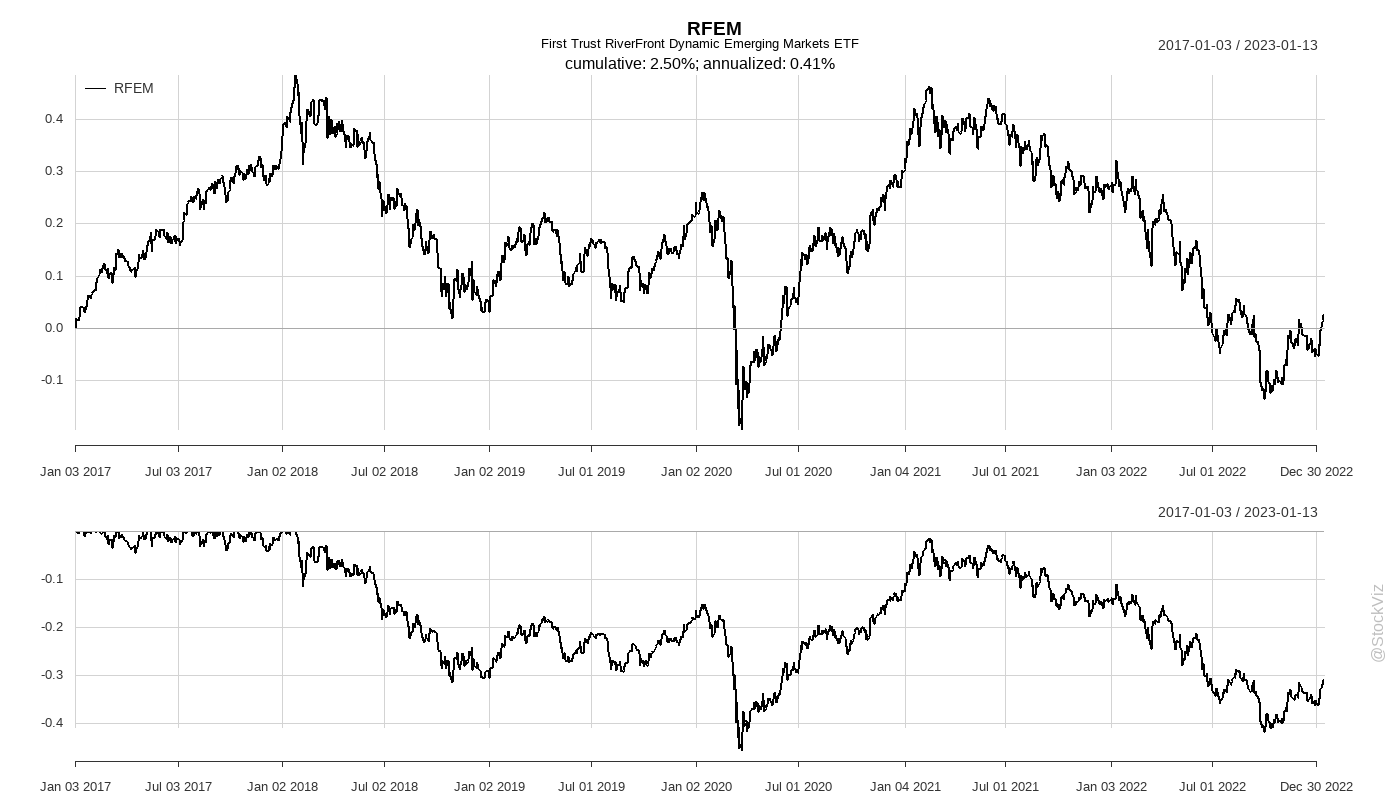 RFEM
First Trust RiverFront Dynamic Emerging Markets ETF
cumulative: 2.50%; annualized: 0.41%
2017-01-03 / 2023-01-13
RFEM
0.4
0.3
0.2
0.1
0.0
-0.1
Jan 03 2017 Jul 03 2017 Jan 02 2018 Jul 02 2018 Jan 02 2019 Jul 01 2019 Jan 02 2020 Jul 01 2020 Jan 04 2021 Jul 01 2021 Jan 03 2022 Jul 01 2022 Dec 30 2022
2017-01-03 / 2023-01-13
-0.1
-0.2
-0.3
-0.4
Jan 03 2017 Jul 03 2017 Jan 02 2018 Jul 02 2018 Jan 02 2019 Jul 01 2019 Jan 02 2020 Jul 01 2020 Jan 04 2021 Jul 01 2021 Jan 03 2022 Jul 01 2022 Dec 30 2022
@StockViz